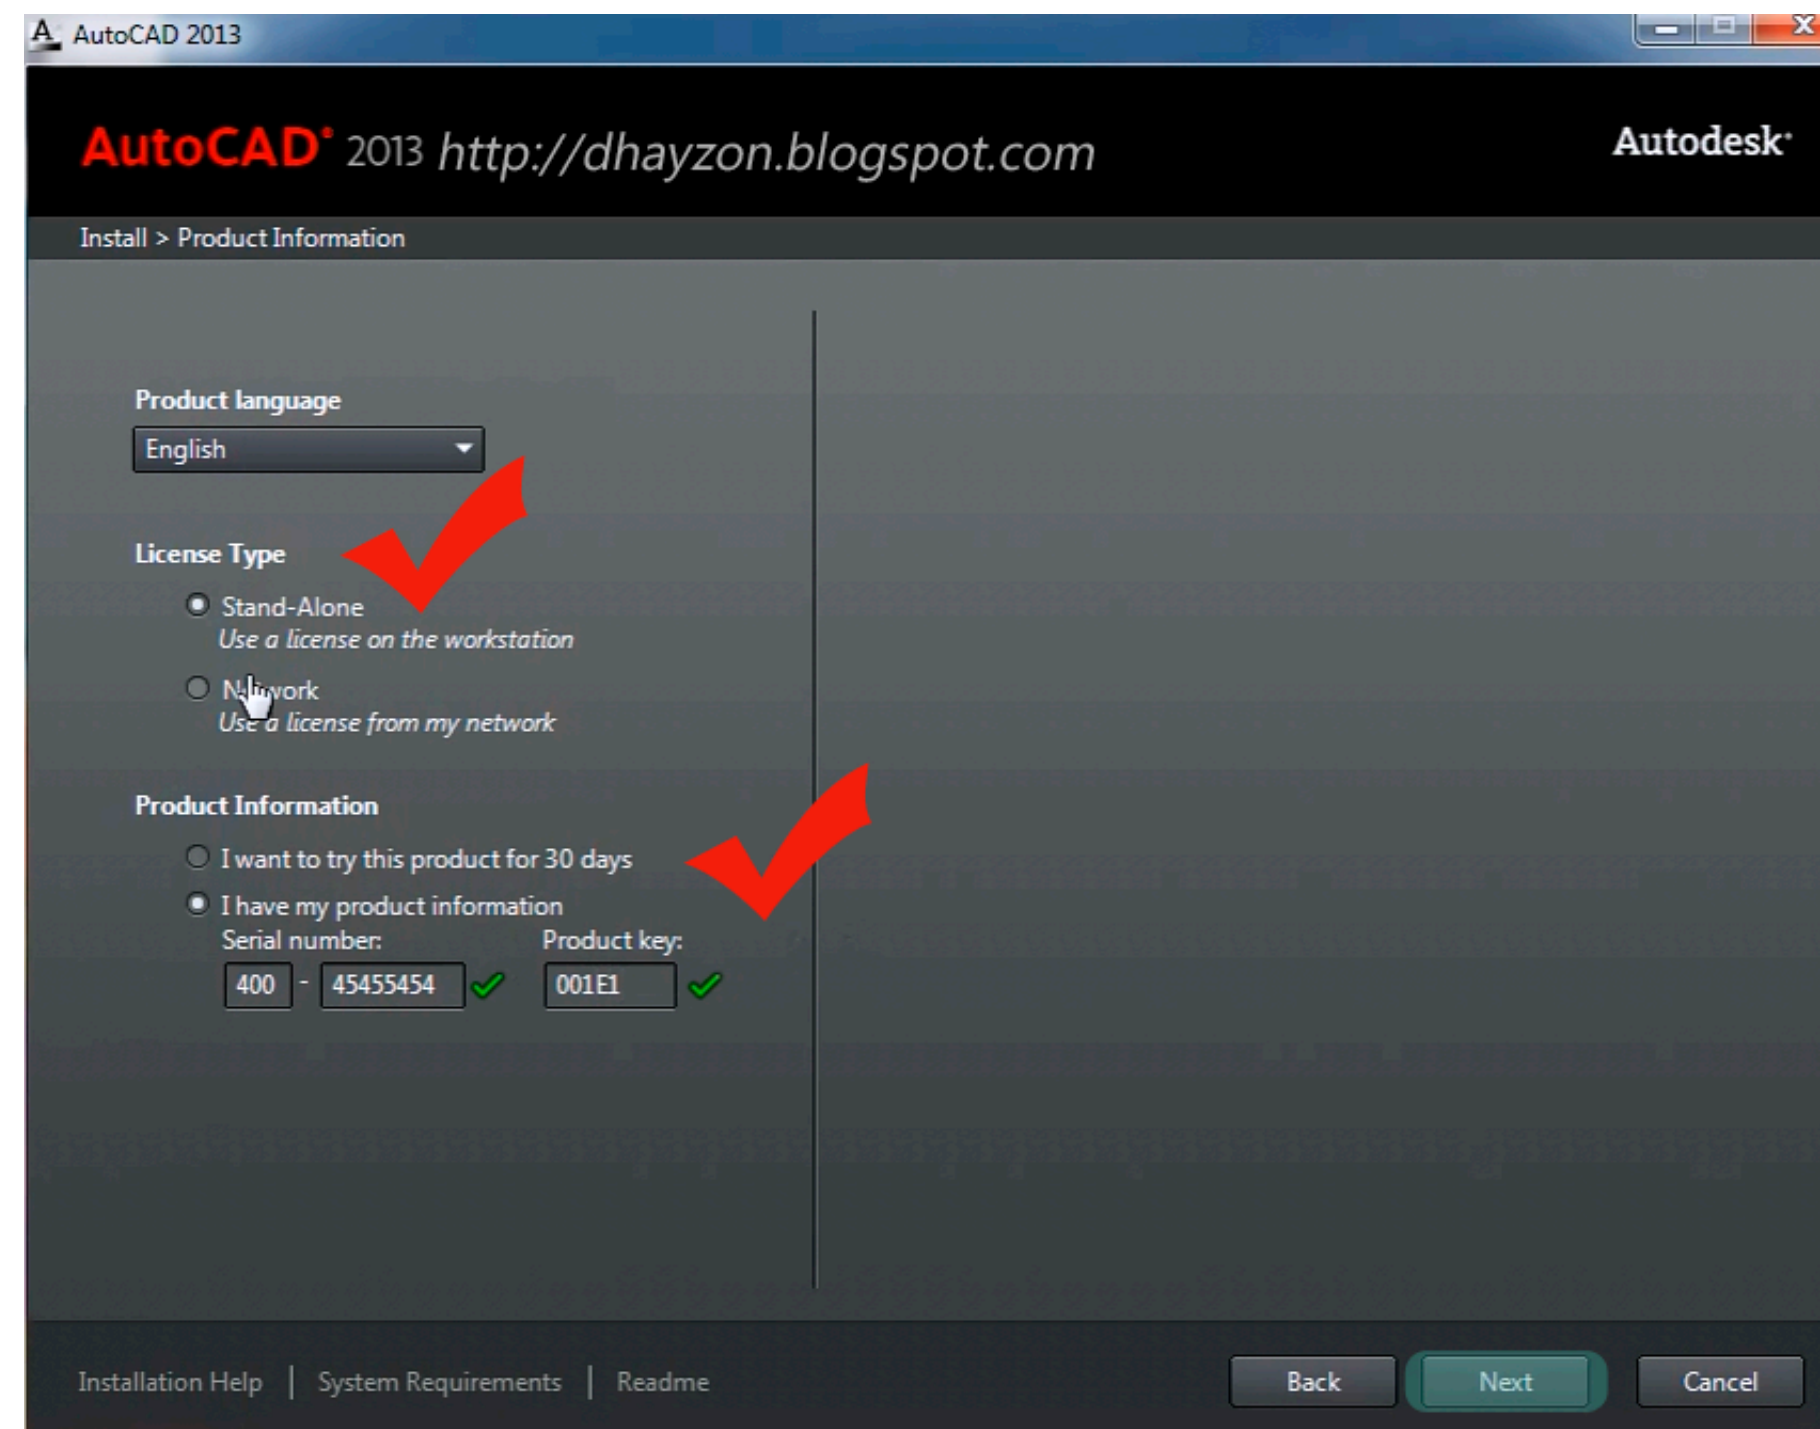 AutoCAD 2013
AutoCAD® 2013 http://dhayzon.blogspot.com
Autodesk®
Install > Product Information
Product language
English
License Type
Stand-Alone
Use a license on the workstation
Network
Use a license from my network
Product Information
I want to try this product for 30 days
I have my product information
Serial number: Product key:
400 - 45455454 001E1
Installation Help | System Requirements | Readme
Back Next Cancel